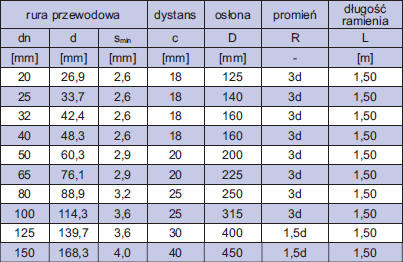 rura przewodowa dystans osłona promień długość ramienia
dn d smin c D R L
[mm] [mm] [mm] [mm] [mm] - [m]
20 26,9 2,6 18 125 3d 1,50
25 33,7 2,6 18 140 3d 1,50
32 42,4 2,6 18 160 3d 1,50
40 48,3 2,6 18 160 3d 1,50
50 60,3 2,9 20 200 3d 1,50
65 76,1 2,9 20 225 3d 1,50
80 88,9 3,2 25 250 3d 1,50
100 114,3 3,6 25 315 3d 1,50
125 139,7 3,6 30 400 1,5d 1,50
150 168,3 4,0 40 450 1,5d 1,50